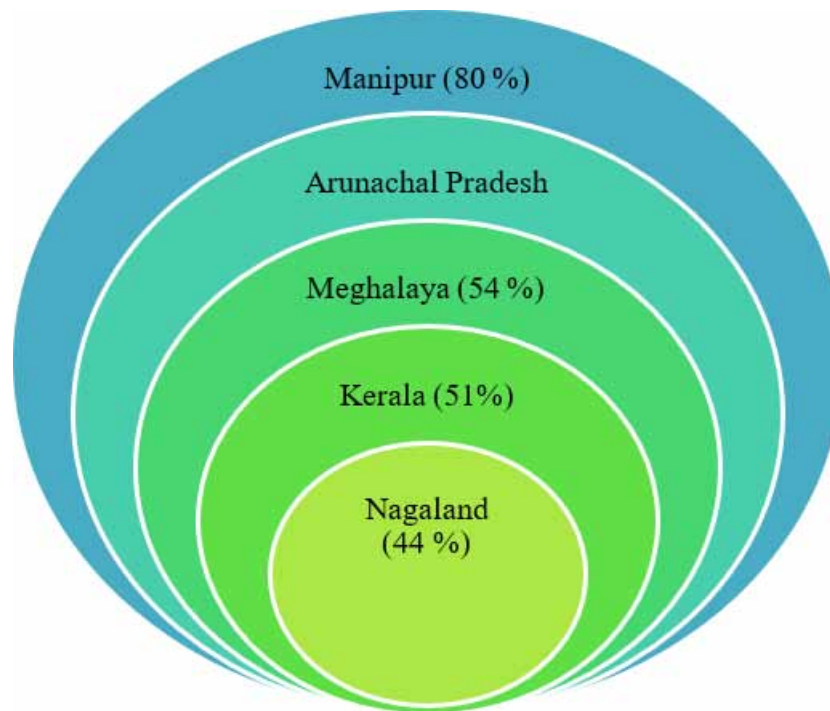 Manipur (80 %)
Arunachal Pradesh
Meghalaya (54 %)
Kerala (51%)
Nagaland
(44 %)